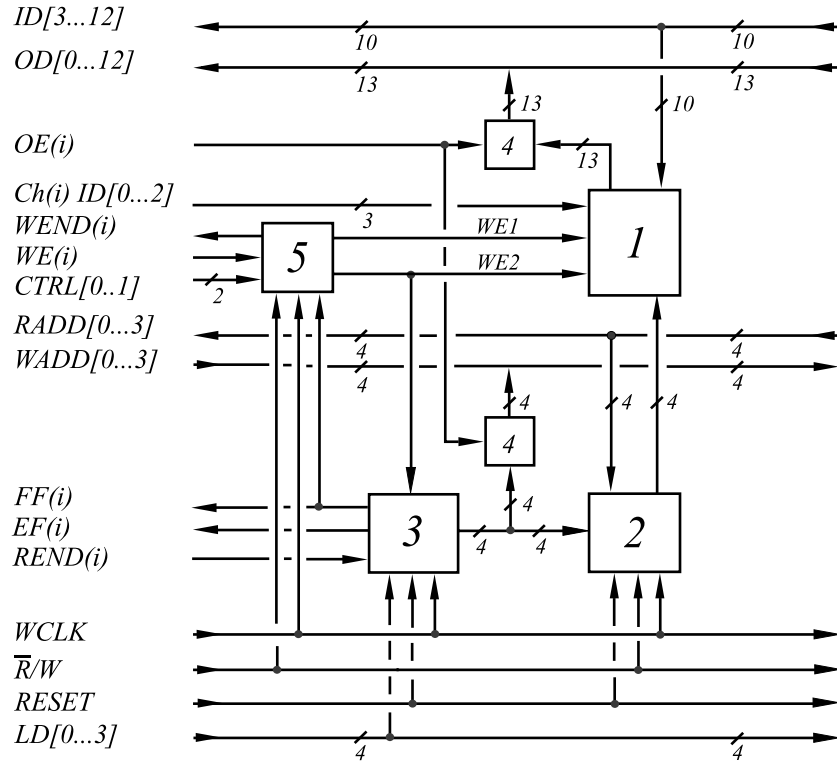 ID[3...12]
10
10
OD[0...12]
13
13
13
10
OE(i)
4
13
Ch(i) ID[0...2]
3
WEND(i)
WE1
1
WE(i)
5
WE2
CTRL[0..1]
2
RADD[0...3]
4
4
WADD[0...3]
4
4
4
4
4
4
FF(i)
4
EF(i)
3
4
4
2
REND(i)
WCLK
R̅/W
RESET
LD[0...3]
4
4